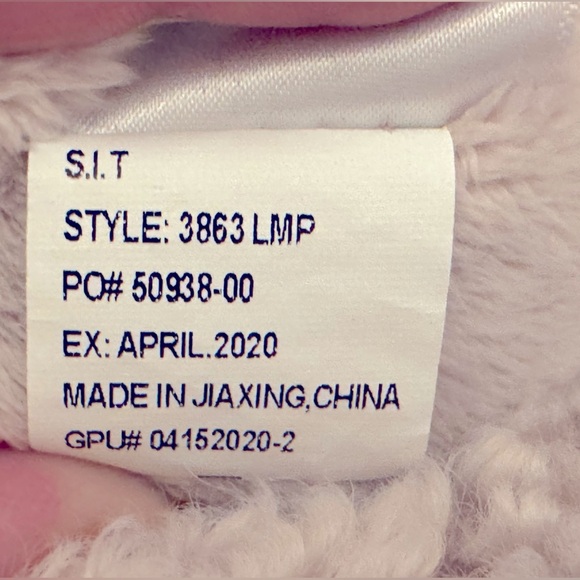 S.I.T
STYLE: 3863 LMP
PO# 50938-00
EX: APRIL.2020
MADE IN JIAXING,CHINA
GPU# 04152020-2